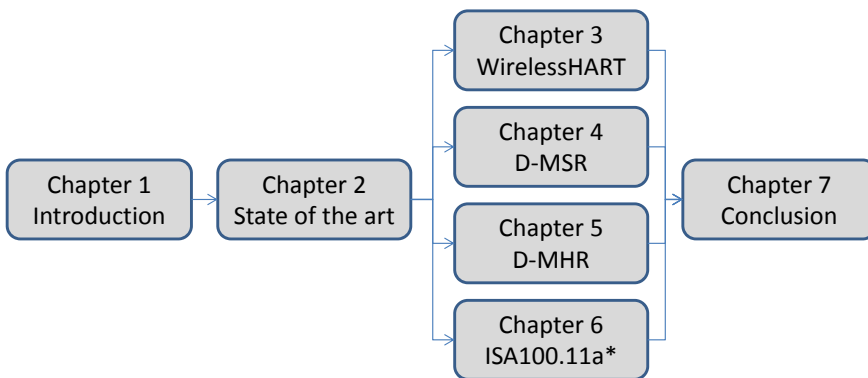 Chapter 1
Introduction
Chapter 2
State of the art
Chapter 3
WirelessHART
Chapter 4
D-MSR
Chapter 5
D-MHR
Chapter 6
ISA100.11a*
Chapter 7
Conclusion